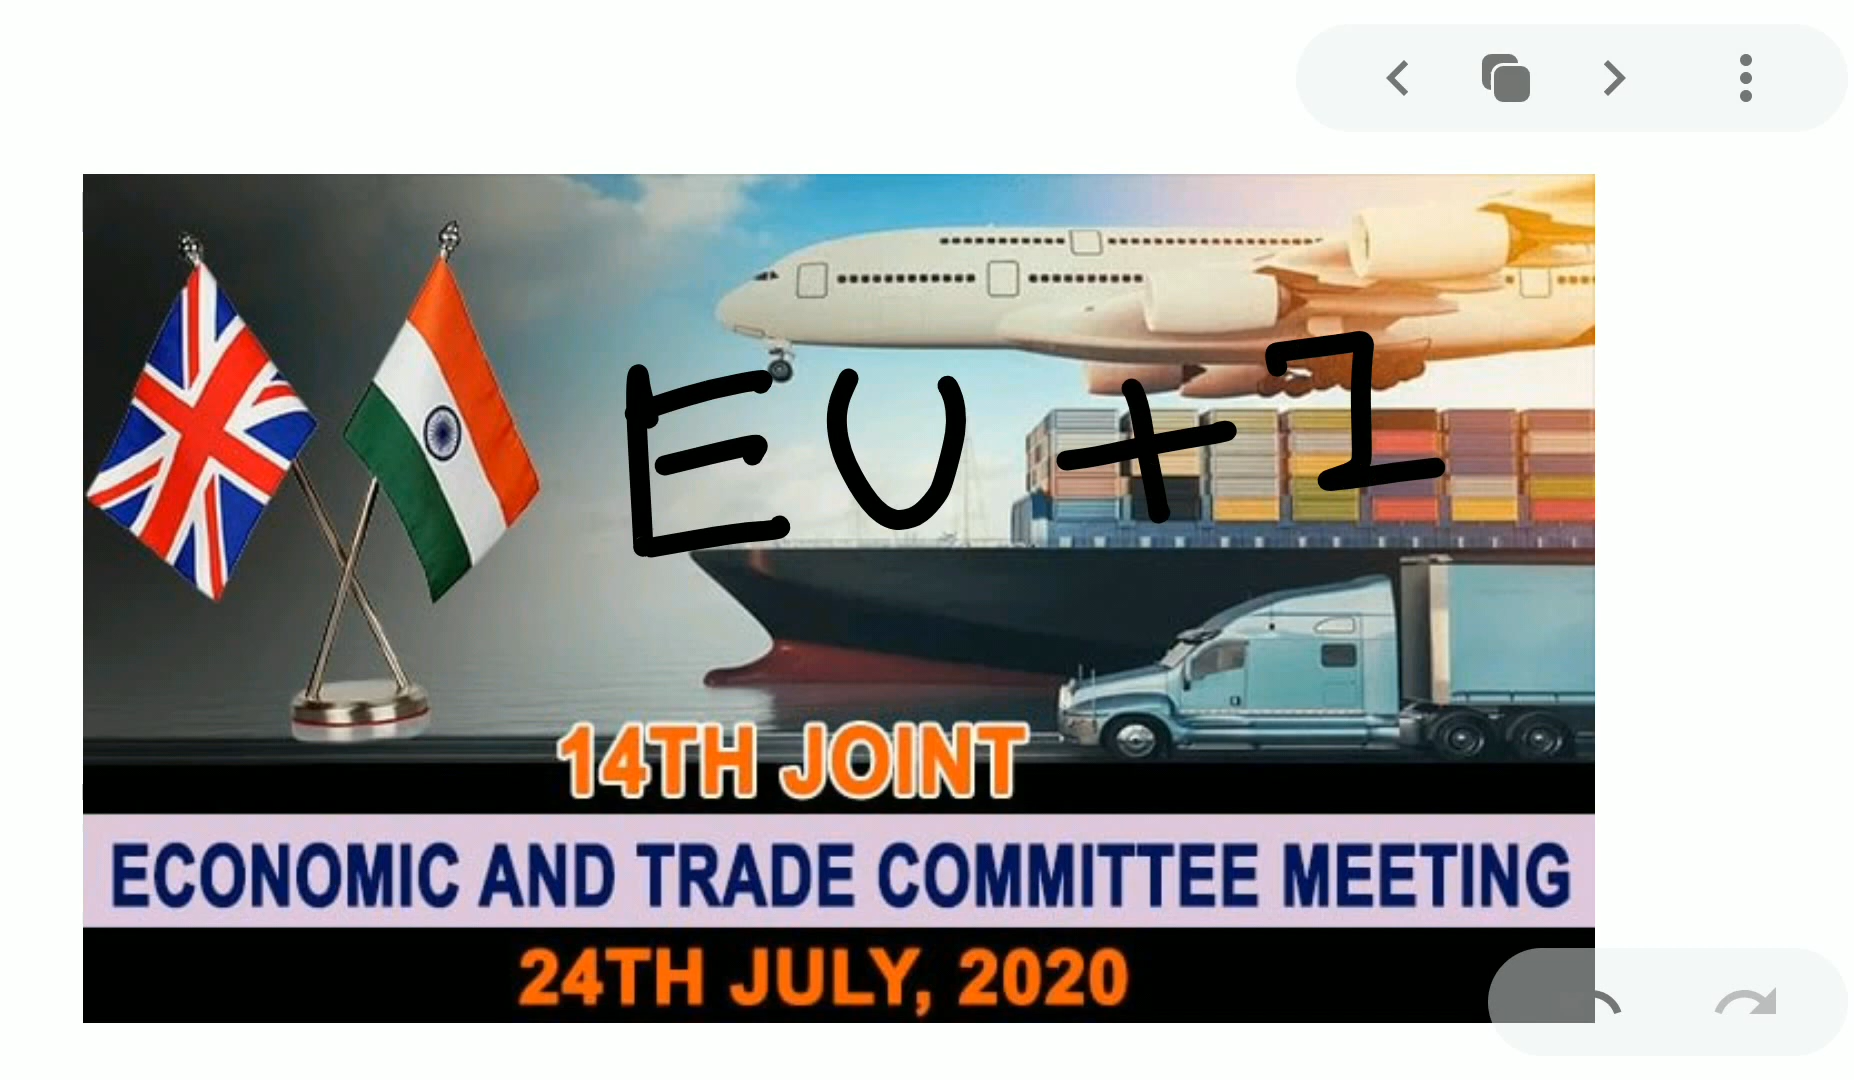 EU + 1
14TH JOINT
ECONOMIC AND TRADE COMMITTEE MEETING
24TH JULY, 2020